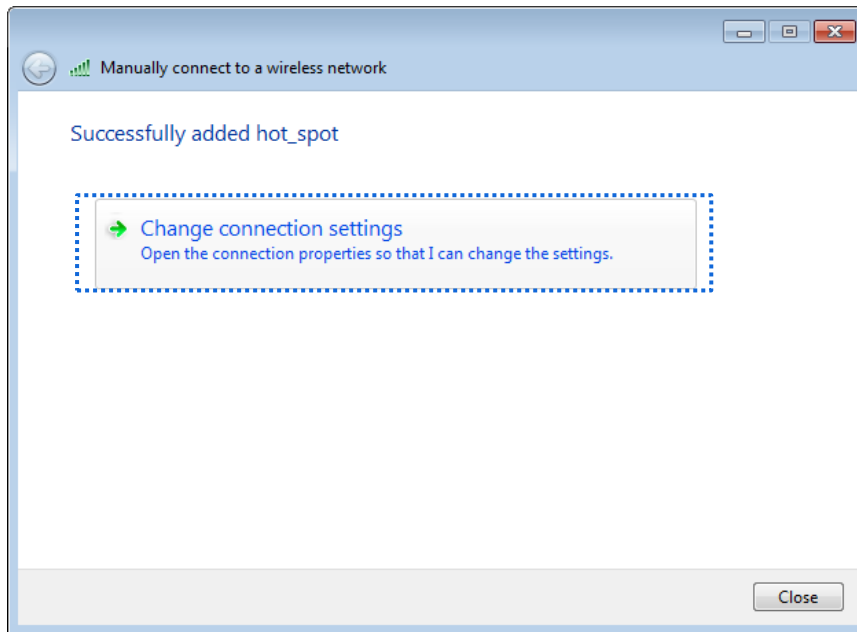 Manually connect to a wireless network
Successfully added hot_spot
Change connection settings
Open the connection properties so that I can change the settings.
Close